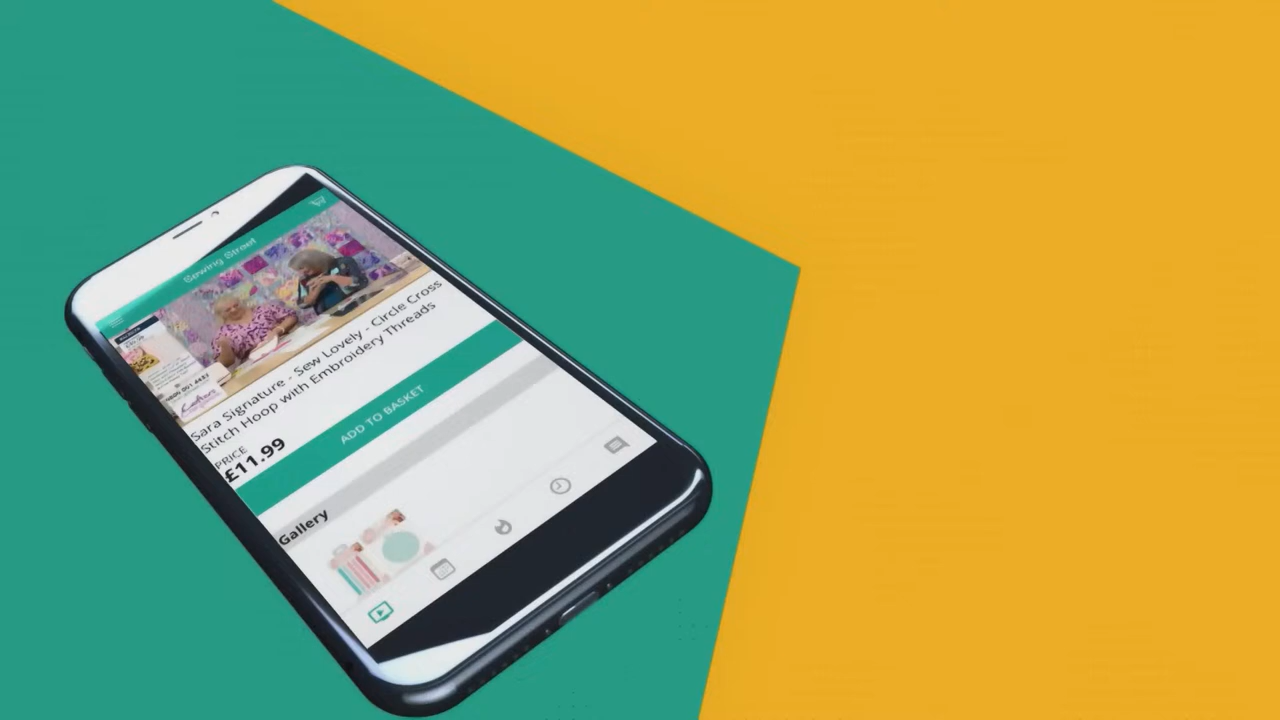 Sewing Street
Sara Signature - Sew Lovely - Circle Cross
Stitch Hoop with Embroidery Threads
PRICE
£11.99
ADD TO BASKET
Gallery